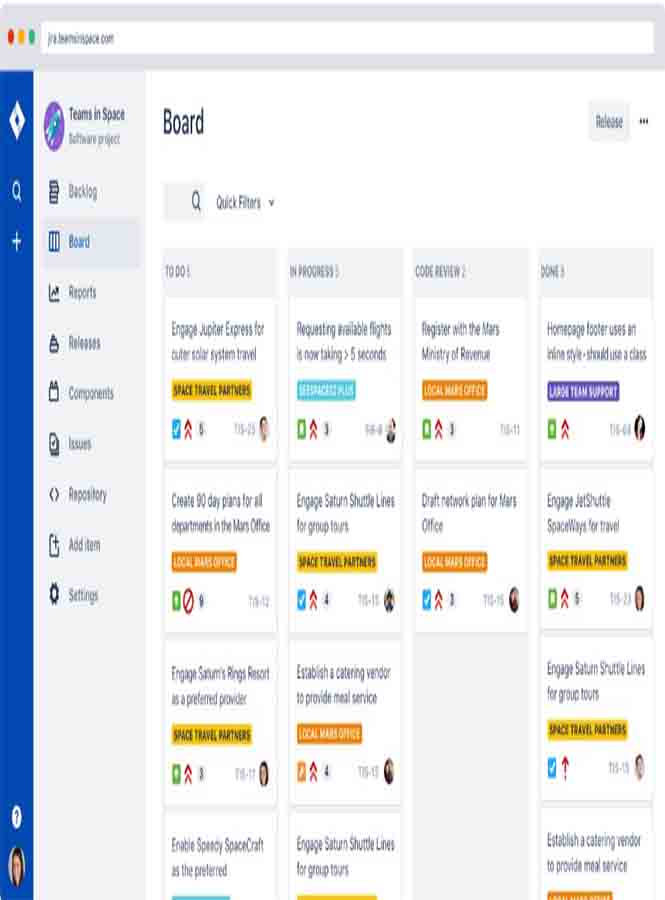 jira.teamsinspace.com
Teams in Space
Software project
Backlog
Board
Reports
Releases
Components
Issues
Repository
Add item
Settings
Board
Release
Quick Filters
TO DO 5
Engage Jupiter Express for
outer solar system travel
SPACE TRAVEL PARTNERS
5
TIS-25
Create 90 day plans for all
departments in the Mars Office
LOCAL MARS OFFICE
9
TIS-12
Engage Saturn's Rings Resort
as a preferred provider
SPACE TRAVEL PARTNERS
3
TIS-17
Enable Speedy SpaceCraft
as the preferred
IN PROGRESS 5
Requesting available flights
is now taking > 5 seconds
SEESPACEEZ PLUS
3
TIS-8
Engage Saturn Shuttle Lines
for group tours
SPACE TRAVEL PARTNERS
4
TIS-15
Establish a catering vendor
to provide meal service
LOCAL MARS OFFICE
4
TIS-15
Engage Saturn Shuttle Lines
for group tours
CODE REVIEW 2
Register with the Mars
Ministry of Revenue
LOCAL MARS OFFICE
3
TIS-11
Draft network plan for Mars
Office
LOCAL MARS OFFICE
3
TIS-15
DONE 8
Homepage footer uses an
inline style - should use a class
LARGE TEAM SUPPORT
TIS-68
Engage JetShuttle
SpaceWays for travel
SPACE TRAVEL PARTNERS
5
TIS-23
Engage Saturn Shuttle Lines
for group tours
SPACE TRAVEL PARTNERS
TIS-15
Establish a catering vendor
to provide meal service
LOCAL MARS OFFICE